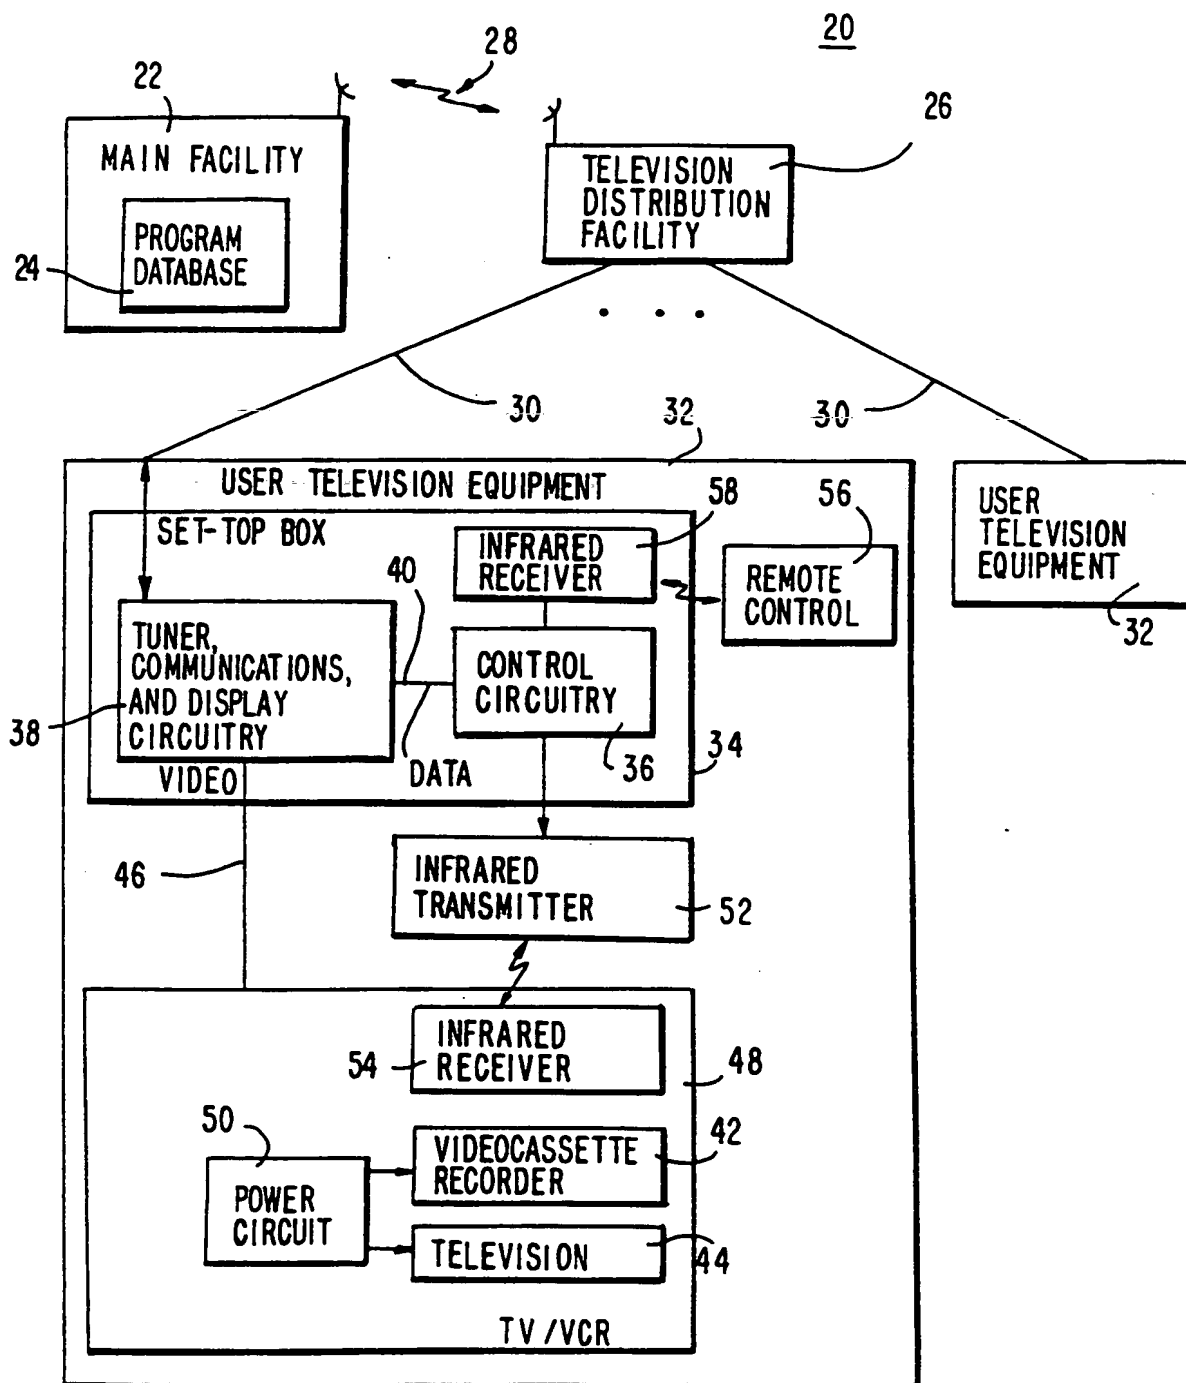 20
28
22
26
MAIN FACILITY
TELEVISION
DISTRIBUTION
FACILITY
PROGRAM
DATABASE
24
30
30
32
USER TELEVISION EQUIPMENT
58
56
SET-TOP BOX
INFRARED
RECEIVER
USER
TELEVISION
EQUIPMENT
32
40
REMOTE
CONTROL
TUNER,
COMMUNICATIONS,
AND DISPLAY
CIRCUITRY
38
CONTROL
CIRCUITRY
36
34
VIDEO
DATA
46
INFRARED
TRANSMITTER
52
INFRARED
RECEIVER
54
48
50
42
VIDEOCASSETTE
RECORDER
POWER
CIRCUIT
TELEVISION
44
TV/VCR